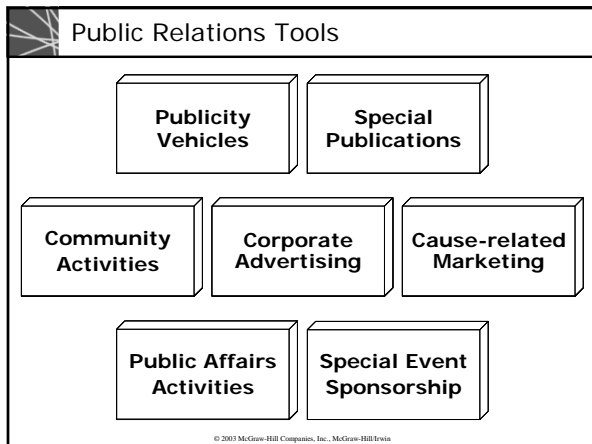 Public Relations Tools
Publicity
Vehicles
Special
Publications
Community
Activities
Corporate
Advertising
Cause-related
Marketing
Public Affairs
Activities
Special Event
Sponsorship
© 2003 McGraw-Hill Companies, Inc., McGraw-Hill/Irwin